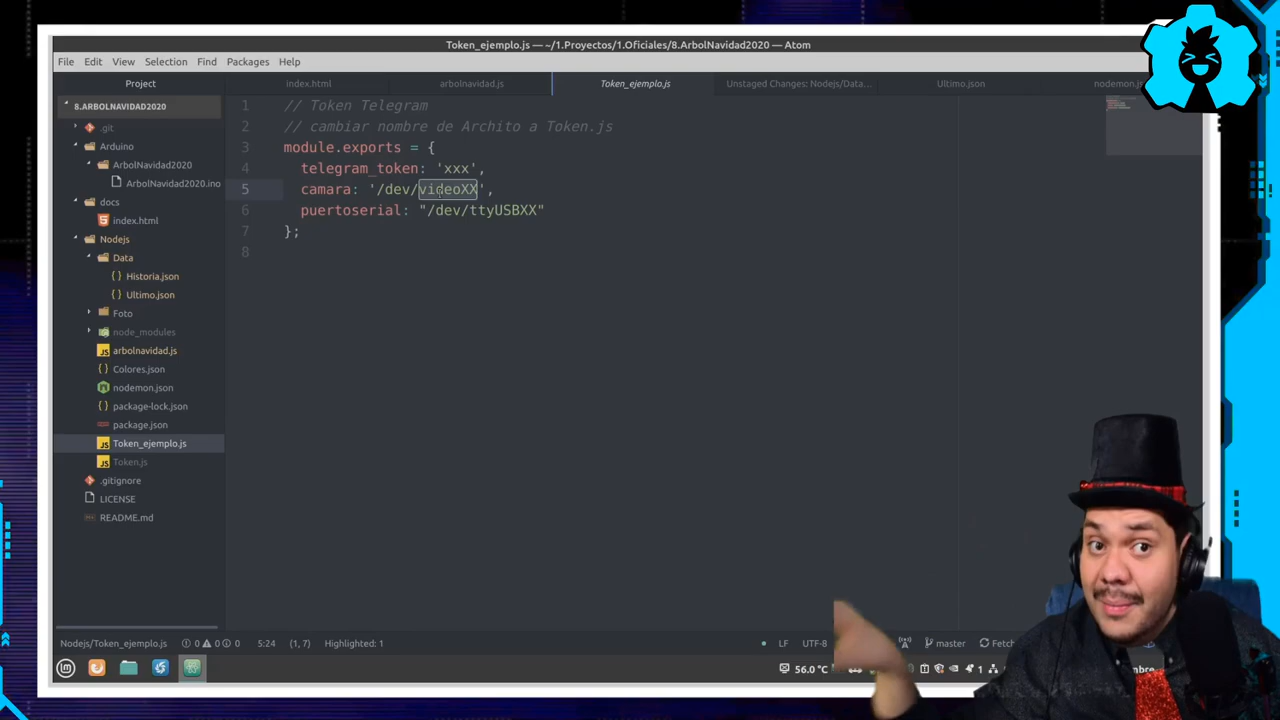 Token_ejemplo.js — ~/1.Proyectos/1.Oficiales/8.ArbolNavidad2020 — Atom
File Edit View Selection Find Packages Help
Project
index.html
arbolnavidad.js
Token_ejemplo.js
Unstaged Changes: Nodejs/Data...
Ultimo.json
nodemon.js
8.ARBOLNAVIDAD2020
.git
Arduino
ArbolNavidad2020
ArbolNavidad2020.ino
docs
index.html
Nodejs
Data
Historia.json
Ultimo.json
Foto
node_modules
arbolnavidad.js
Colores.json
nodemon.json
package-lock.json
package.json
Token_ejemplo.js
Token.js
.gitignore
LICENSE
README.md
1 // Token Telegram
2 // cambiar nombre de Archito a Token.js
3 module.exports = {
4 telegram_token: 'xxx',
5 camara: '/dev/videoXX',
6 puertoserial: "/dev/ttyUSBXX"
7 };
8
Nodejs/Token_ejemplo.js 0 0 0 5:24 (1, 7) Highlighted: 1 LF UTF-8 master Fetch
56.0 °C 1